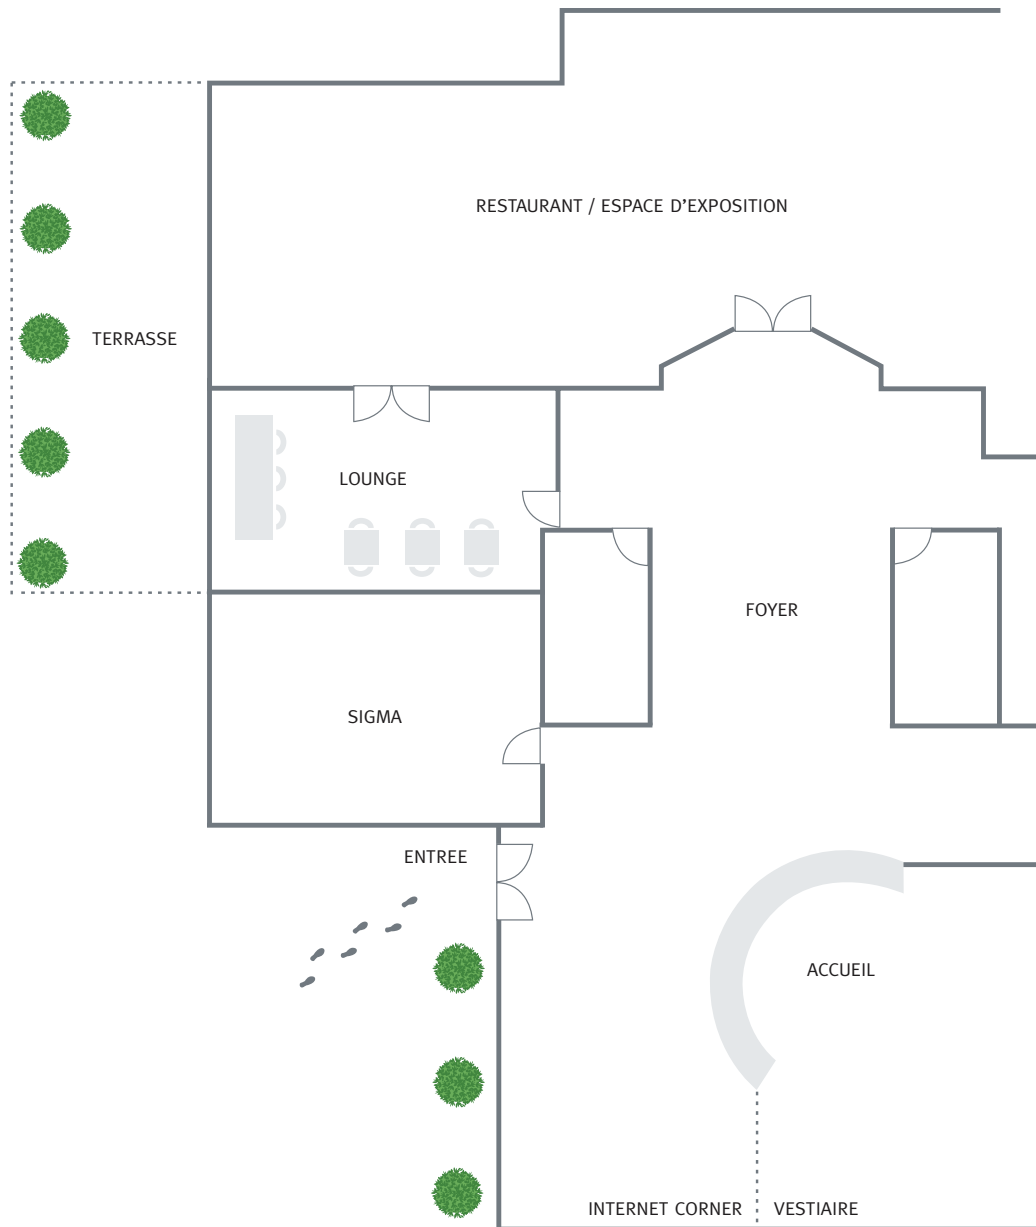 RESTAURANT / ESPACE D’EXPOSITION
TERRASSE
LOUNGE
FOYER
SIGMA
ENTREE
ACCUEIL
INTERNET CORNER
VESTIAIRE